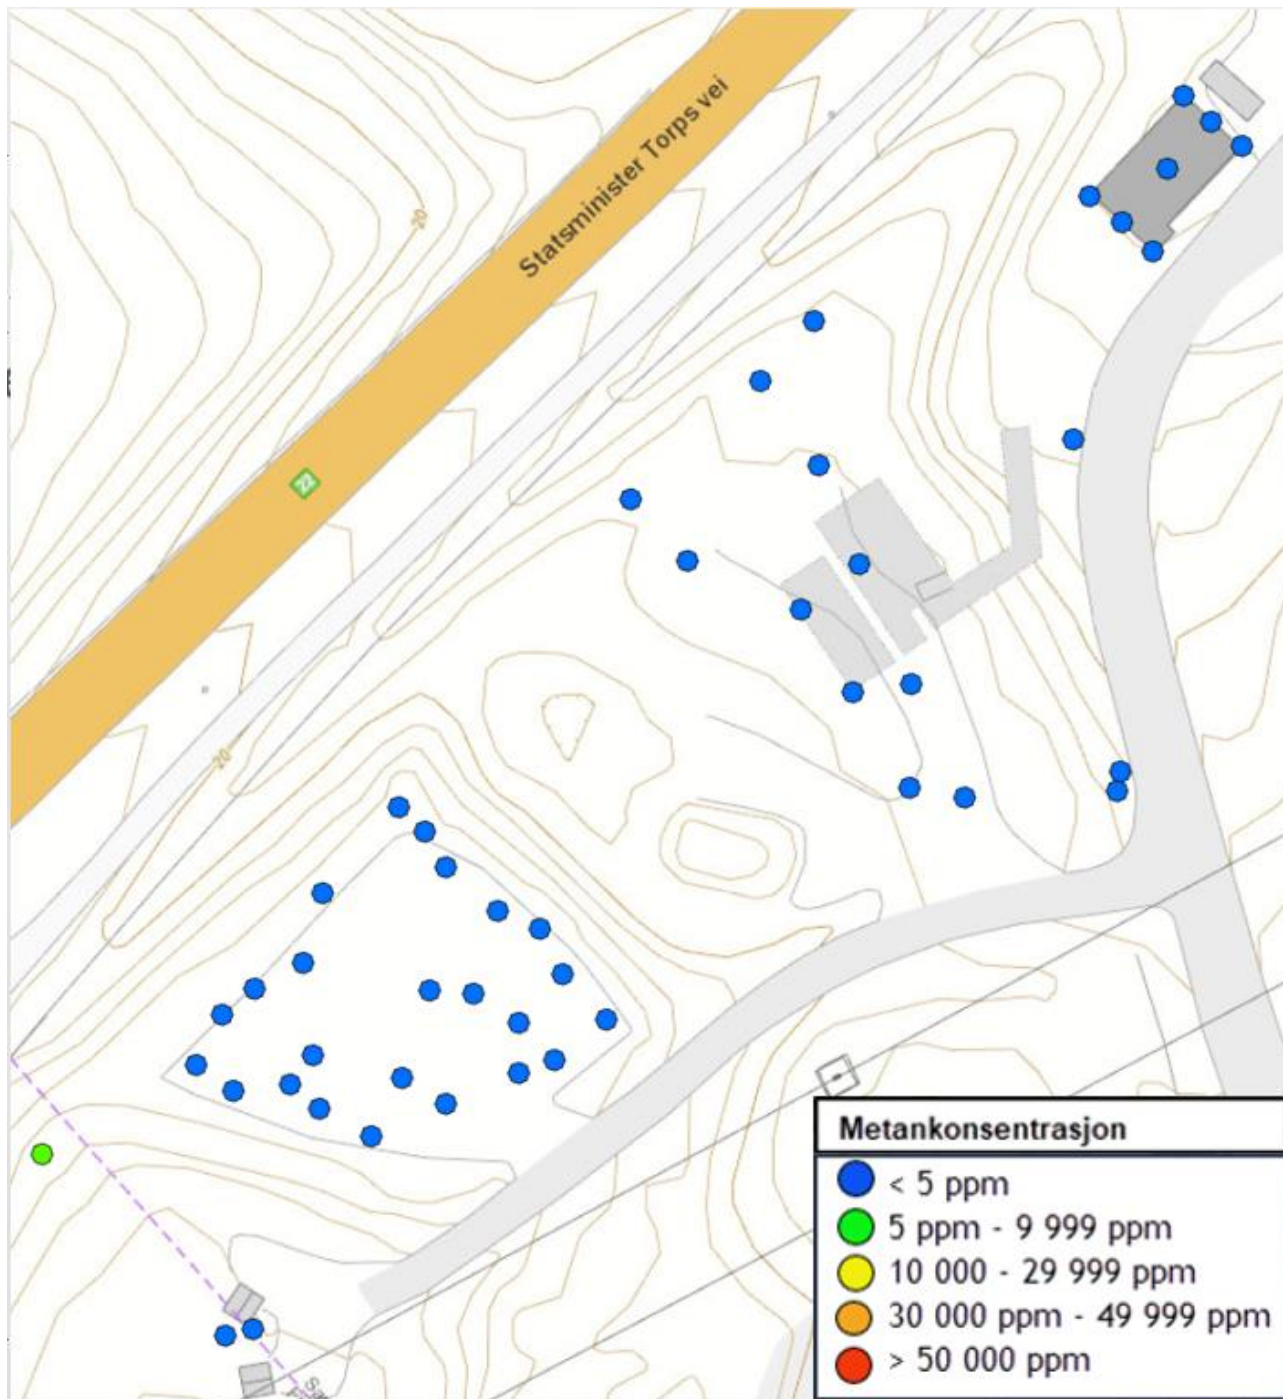 Statsminister Torps vei
20
22
20
Metankonsentrasjon
< 5 ppm
5 ppm - 9 999 ppm
10 000 - 29 999 ppm
30 000 ppm - 49 999 ppm
> 50 000 ppm